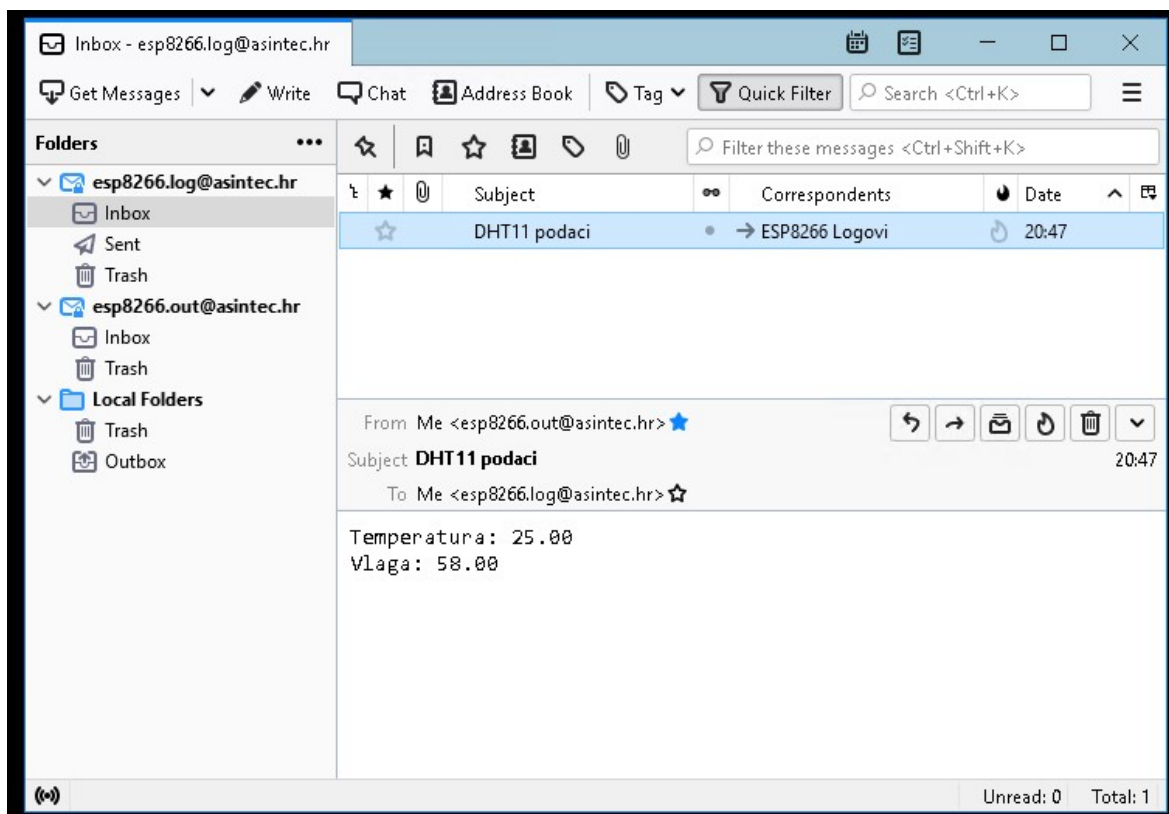 Inbox - esp8266.log@asintec.hr
Get Messages Write Chat Address Book Tag Quick Filter Search <Ctrl+K>
Folders
Filter these messages <Ctrl+Shift+K>
esp8266.log@asintec.hr
Inbox
Sent
Trash
esp8266.out@asintec.hr
Inbox
Trash
Local Folders
Trash
Outbox
Subject Correspondents Date
DHT11 podaci ESP8266 Logovi 20:47
From Me <esp8266.out@asintec.hr>
Subject DHT11 podaci 20:47
To Me <esp8266.log@asintec.hr>
Temperatura: 25.00
Vlaga: 58.00
Unread: 0 Total: 1